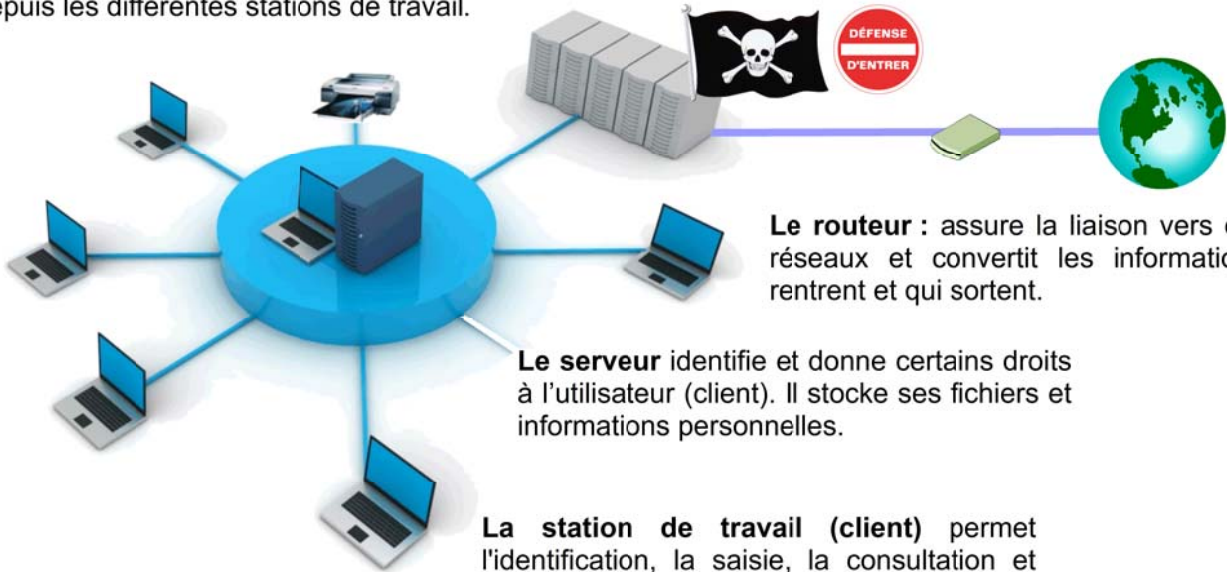 epuis les différentes stations de travail.
DÉFENSE
D'ENTRER
Le routeur : assure la liaison vers
réseaux et convertit les informatio
rentrent et qui sortent.
Le serveur identifie et donne certains droits
à l'utilisateur (client). Il stocke ses fichiers et
informations personnelles.
La station de travail (client) permet
l'identification, la saisie, la consultation et